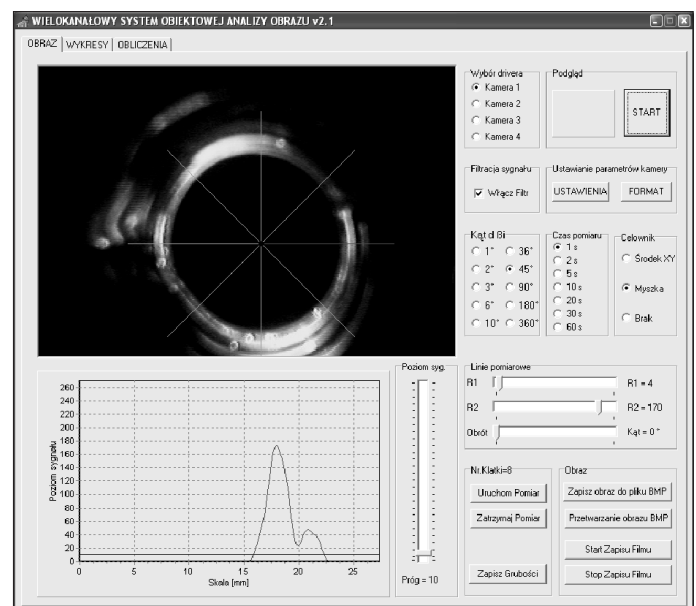 WIELOKANAŁOWY SYSTEM OBIEKTOWEJ ANALIZY OBRAZU v2.1
OBRAZ WYKRESY OBLICZENIA
Wybór drivera
Kamera 1
Kamera 2
Kamera 3
Kamera 4
Podgląd
START
Filtracja sygnału
Włącz Filtr
Ustawianie parametrów kamery
USTAWIENIA FORMAT
Kąt dl Bi
1° 36°
2° 45°
3° 90°
6° 180°
10° 360°
Czas pomiaru
1 s
2 s
5 s
10 s
20 s
30 s
60 s
Celownik
Środek XY
Myszka
Brak
Poziom sygnału
260
240
220
200
180
160
140
120
100
80
60
40
20
0
0 5 10 15 20 25
Skala [mm]
Poziom syg.
Próg = 10
Linie pomiarowe
R1 R1 = 4
R2 R2 = 170
Obrót Kąt = 0 °
Nr.Klatki=8
Uruchom Pomiar
Zatrzymaj Pomiar
Zapisz Grubości
Obraz
Zapisz obraz do pliku BMP
Przetwarzanie obrazu BMP
Start Zapisu Filmu
Stop Zapisu Filmu